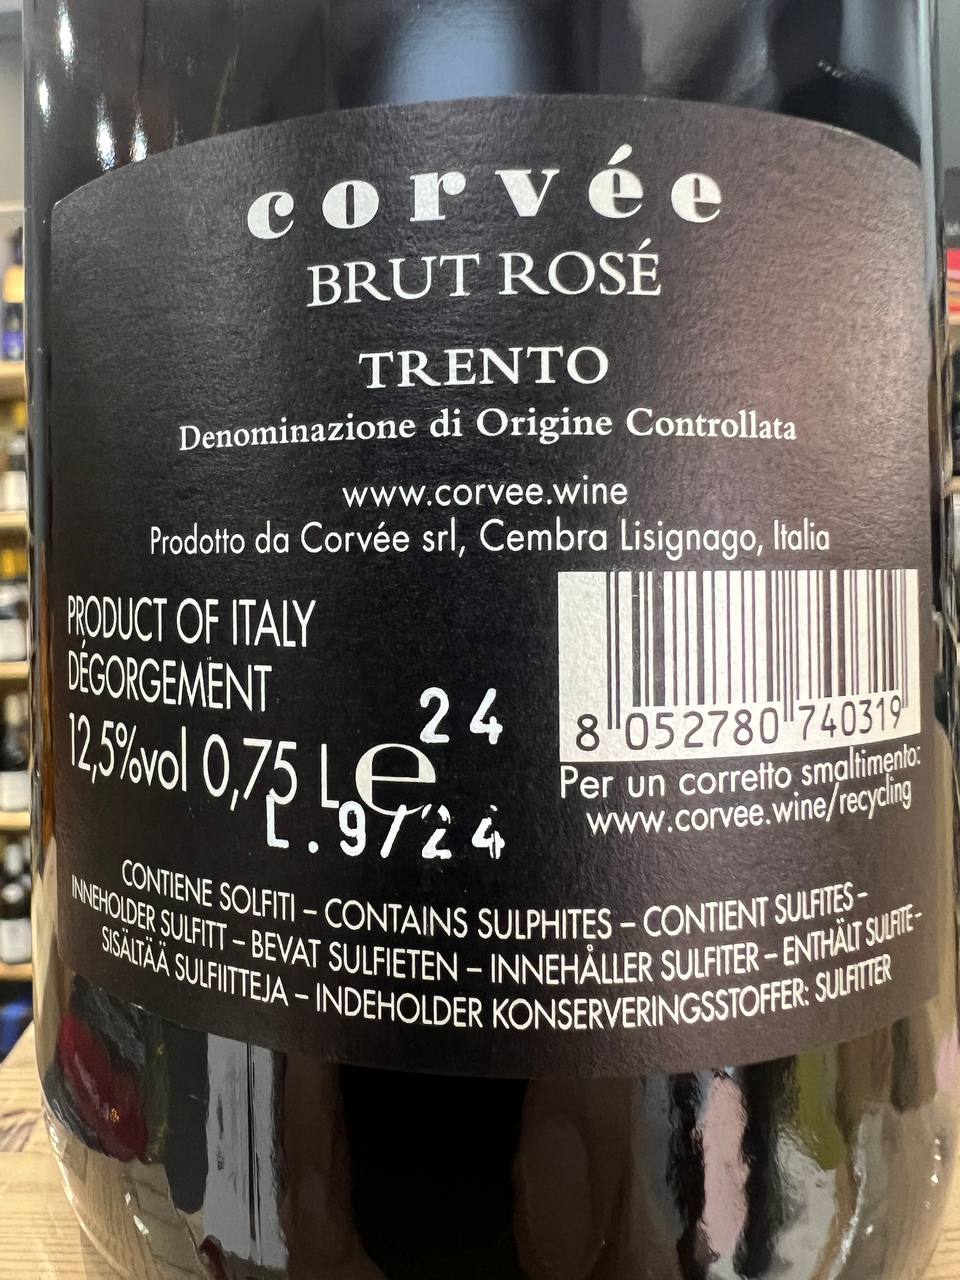 corvée
BRUT ROSÉ
TRENTO
Denominazione di Origine Controllata
www.corvee.wine
Prodotto da Corvée srl, Cembra Lisignago, Italia
PRODUCT OF ITALY
DÉGORGEMENT
24
12,5%vol 0,75 L e
L.9/24
8 052780 740319
Per un corretto smaltimento:
www.corvee.wine/recycling
CONTIENE SOLFITI – CONTAINS SULPHITES – CONTIENT SULFITES –
INNEHOLDER SULFITT – BEVAT SULFIETEN – INNEHÅLLER SULFITER – ENTHÄLT SULFITE –
SISÄLTÄÄ SULFIITTEJA – INDEHOLDER KONSERVERINGSSTOFFER: SULFITTER